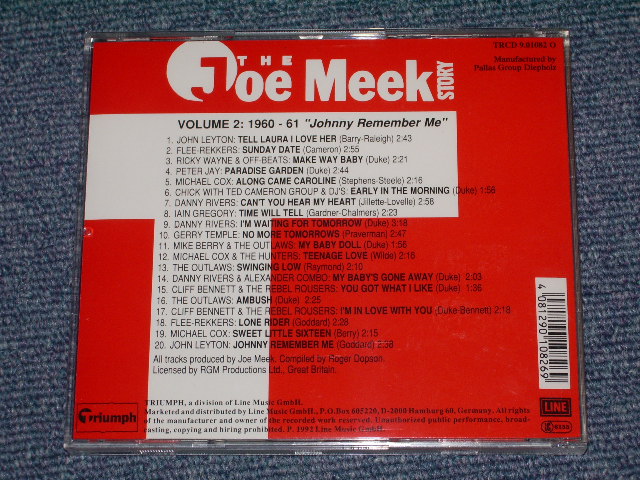 TRCD 9.81082 O
Manufactured by
Pallas Group Diepholz
THE
Joe Meek
STORY
VOLUME 2: 1960 - 61 "Johnny Remember Me"
1. JOHN LEYTON: TELL LAURA I LOVE HER (Barry-Raleigh) 2:43
2. FLEE-REKKERS: SUNDAY DATE (Cameron) 2:55
3. RICKY WAYNE & OFF-BEATS: MAKE WAY BABY (Duke) 2:21
4. PETER JAY: PARADISE GARDEN (Duke) 2:44
5. MICHAEL COX: ALONG CAME CAROLINE (Stephens-Steele) 2:16
6. CHICK WITH TED CAMERON GROUP & DJ'S: EARLY IN THE MORNING (Duke) 1:58
7. DANNY RIVERS: CAN'T YOU HEAR MY HEART (Jillette-Lovelle) 2:58
8. IAIN GREGORY: TIME WILL TELL (Gardner-Chalmers) 2:23
9. DANNY RIVERS: I'M WAITING FOR TOMORROW (Duke) 3:18
10. GERRY TEMPLE: NO MORE TOMORROWS (Praverman) 2:47
11. MIKE BERRY & THE OUTLAWS: MY BABY DOLL (Duke) 1:56
12. MICHAEL COX & THE HUNTERS: TEENAGE LOVE (Wilde) 2:18
13. THE OUTLAWS: SWINGING LOW (Raymond) 2:10
14. DANNY RIVERS & ALEXANDER COMBO: MY BABY'S GONE AWAY (Duke) 2:03
15. CLIFF BENNETT & THE REBEL ROUSERS: YOU GOT WHAT I LIKE (Duke) 1:36
16. THE OUTLAWS: AMBUSH (Duke) 2:25
17. CLIFF BENNETT & THE REBEL ROUSERS: I'M IN LOVE WITH YOU (Duke-Bennett) 2:18
18. FLEE-REKKERS: LONE RIDER (Goddard) 2:28
19. MICHAEL COX: SWEET LITTLE SIXTEEN (Berry) 2:15
20. JOHN LEYTON: JOHNNY REMEMBER ME (Goddard) 2:38
All tracks produced by Joe Meek. Compiled by Roger Dopson.
Licensed by RGM Productions Ltd., Great Britain.
TRIUMPH, a division of Line Music GmbH.
Marketed and distributed by Line Music GmbH., P.O.Box 605220, D-2000 Hamburg 60, Germany. All rights
of the manufacturer and owner of the recorded work reserved. Unauthorized public performance, broad-
casting, copying and hiring prohibited. P. 1992 Line Music GmbH.
Triumph
4 081290 108269
LINE